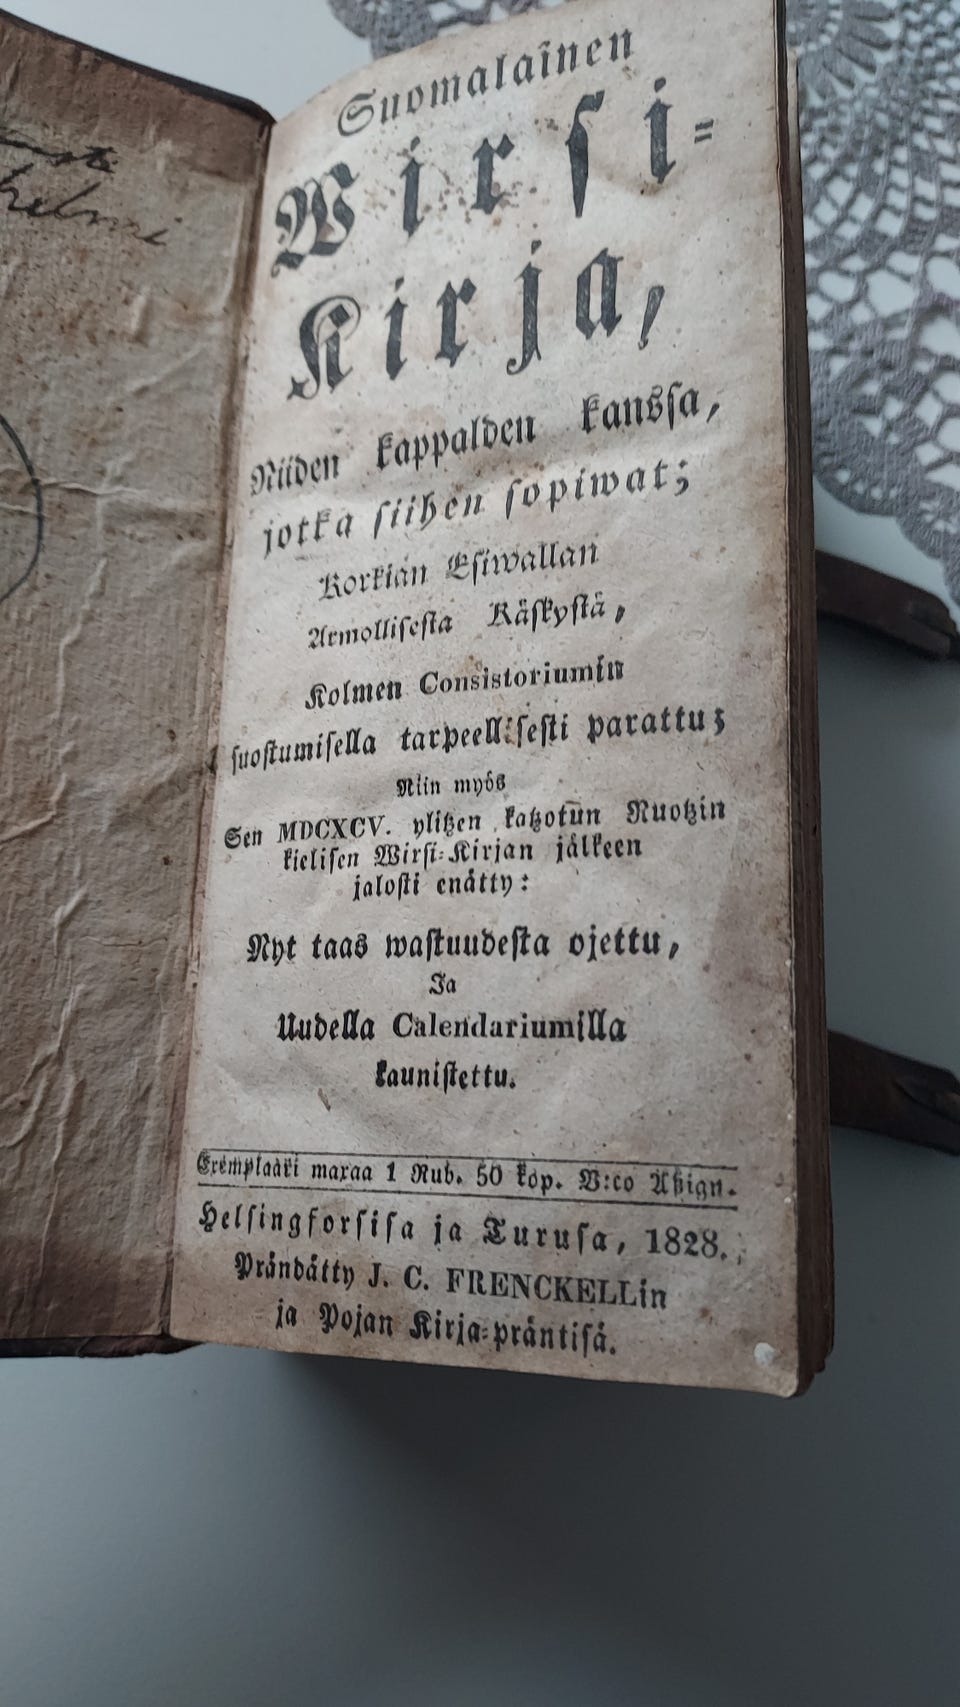 Suomalainen
Wirsi=
Kirja,
Niiden kappalden kansſa,
jotka ſiihen ſopiwat;
Korkian Eſiwallan
Armolliſeſta Käſkyſtä,
Kolmen Consistoriumin
ſuoſtumiſella tarpeelliſeſti parattu;
Niin myös
Sen MDCXCV. ylitzen katzotun Ruotzin
kieliſen Wirſi=Kirjan jälkeen
jaloſti enätty:
Nyt taas waſtuudeſta ojettu,
Ja
Uudella Calendariumilla
kauniſtettu.
Exemplaari maxaa 1 Rub. 50 kop. B:co Aßign.
Helſingforſiſa ja Turuſa, 1828.
Prändätty J. C. FRENCKELLin
ja Pojan Kirja=präntiſä.